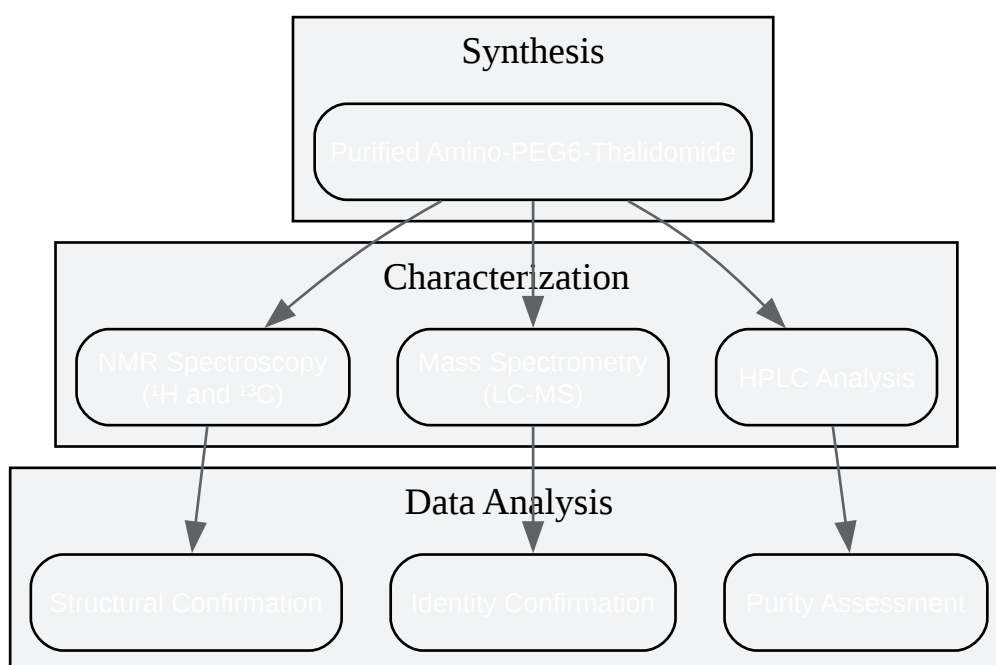 Synthesis
Purified Amino-PEG6-Thalidomide
Characterization
NMR Spectroscopy
(¹H and ¹³C)
Mass Spectrometry
(LC-MS)
HPLC Analysis
Data Analysis
Structural Confirmation
Identity Confirmation
Purity Assessment